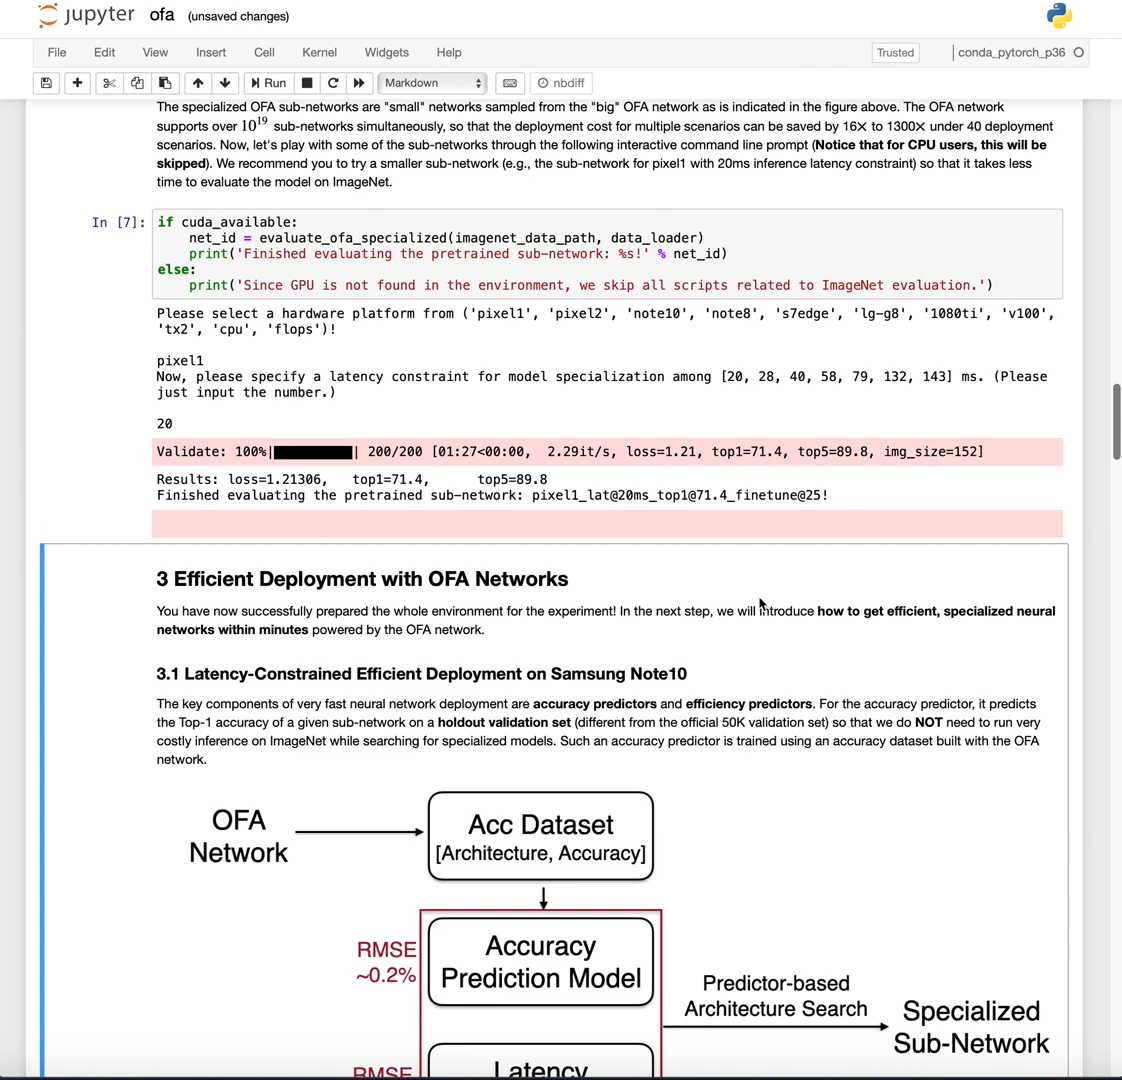 jupyter ofa (unsaved changes)
File Edit View Insert Cell Kernel Widgets Help Trusted conda_pytorch_p36
Run Markdown nbdiff
The specialized OFA sub-networks are "small" networks sampled from the "big" OFA network as is indicated in the figure above. The OFA network
supports over 10^19 sub-networks simultaneously, so that the deployment cost for multiple scenarios can be saved by 16× to 1300× under 40 deployment
scenarios. Now, let's play with some of the sub-networks through the following interactive command line prompt (Notice that for CPU users, this will be
skipped). We recommend you to try a smaller sub-network (e.g., the sub-network for pixel1 with 20ms inference latency constraint) so that it takes less
time to evaluate the model on ImageNet.
In [7]: if cuda_available:
net_id = evaluate_ofa_specialized(imagenet_data_path, data_loader)
print('Finished evaluating the pretrained sub-network: %s!' % net_id)
else:
print('Since GPU is not found in the environment, we skip all scripts related to ImageNet evaluation.')
Please select a hardware platform from ('pixel1', 'pixel2', 'note10', 'note8', 's7edge', 'lg-g8', '1080ti', 'v100',
'tx2', 'cpu', 'flops')!
pixel1
Now, please specify a latency constraint for model specialization among [20, 28, 40, 58, 79, 132, 143] ms. (Please
just input the number.)
20
Validate: 100%|██████████| 200/200 [01:27<00:00, 2.29it/s, loss=1.21, top1=71.4, top5=89.8, img_size=152]
Results: loss=1.21306, top1=71.4, top5=89.8
Finished evaluating the pretrained sub-network: pixel1_lat@20ms_top1@71.4_finetune@25!
3 Efficient Deployment with OFA Networks
You have now successfully prepared the whole environment for the experiment! In the next step, we will introduce how to get efficient, specialized neural
networks within minutes powered by the OFA network.
3.1 Latency-Constrained Efficient Deployment on Samsung Note10
The key components of very fast neural network deployment are accuracy predictors and efficiency predictors. For the accuracy predictor, it predicts
the Top-1 accuracy of a given sub-network on a holdout validation set (different from the official 50K validation set) so that we do NOT need to run very
costly inference on ImageNet while searching for specialized models. Such an accuracy predictor is trained using an accuracy dataset built with the OFA
network.
OFA
Network
Acc Dataset
[Architecture, Accuracy]
RMSE
~0.2%
Accuracy
Prediction Model
Predictor-based
Architecture Search
Specialized
Sub-Network
RMSE
Latency